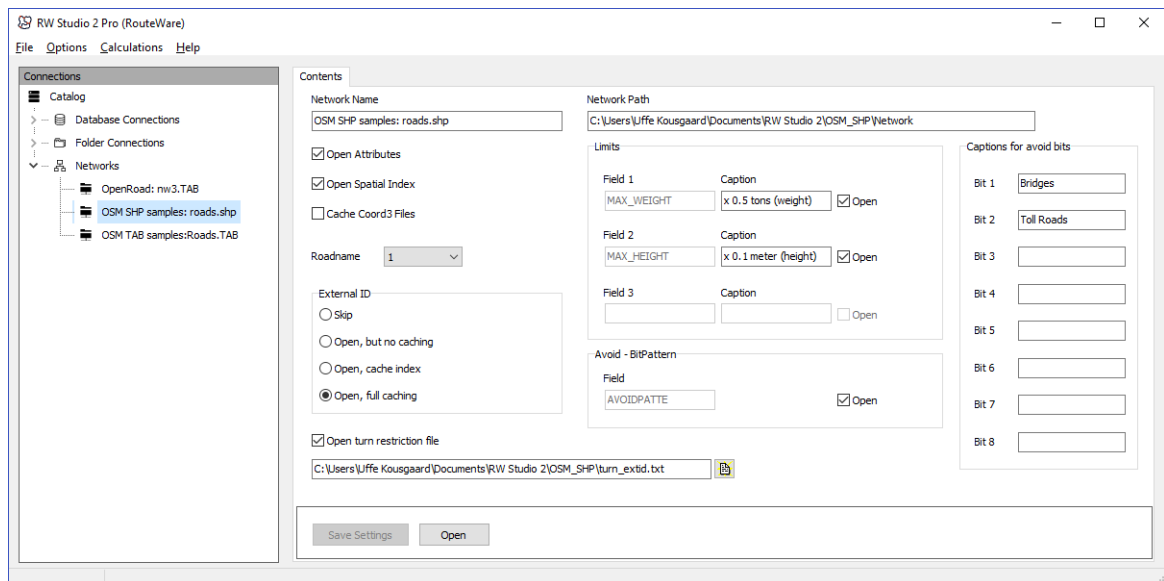 RW Studio 2 Pro (RouteWare)
File Options Calculations Help
Connections
Catalog
Database Connections
Folder Connections
Networks
OpenRoad: nw3.TAB
OSM SHP samples: roads.shp
OSM TAB samples:Roads.TAB
Contents
Network Name
OSM SHP samples: roads.shp
Network Path
C:\Users\Uffe Kousgaard\Documents\RW Studio 2\OSM_SHP\Network
Open Attributes
Open Spatial Index
Cache Coord3 Files
Roadname 1
External ID
Skip
Open, but no caching
Open, cache index
Open, full caching
Open turn restriction file
C:\Users\Uffe Kousgaard\Documents\RW Studio 2\OSM_SHP\turn_extid.txt
Limits
Field 1 Caption
MAX_WEIGHT x 0.5 tons (weight) Open
Field 2 Caption
MAX_HEIGHT x 0.1 meter (height) Open
Field 3 Caption
Open
Avoid - BitPattern
Field
AVOIDPATTE Open
Captions for avoid bits
Bit 1 Bridges
Bit 2 Toll Roads
Bit 3
Bit 4
Bit 5
Bit 6
Bit 7
Bit 8
Save Settings Open